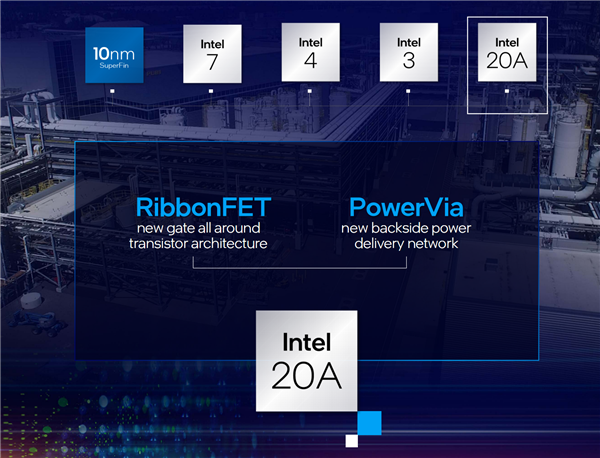 10nm
SuperFin
Intel
7
Intel
4
Intel
3
Intel
20A
RibbonFET
new gate all around
transistor architecture
PowerVia
new backside power
delivery network
Intel
20A